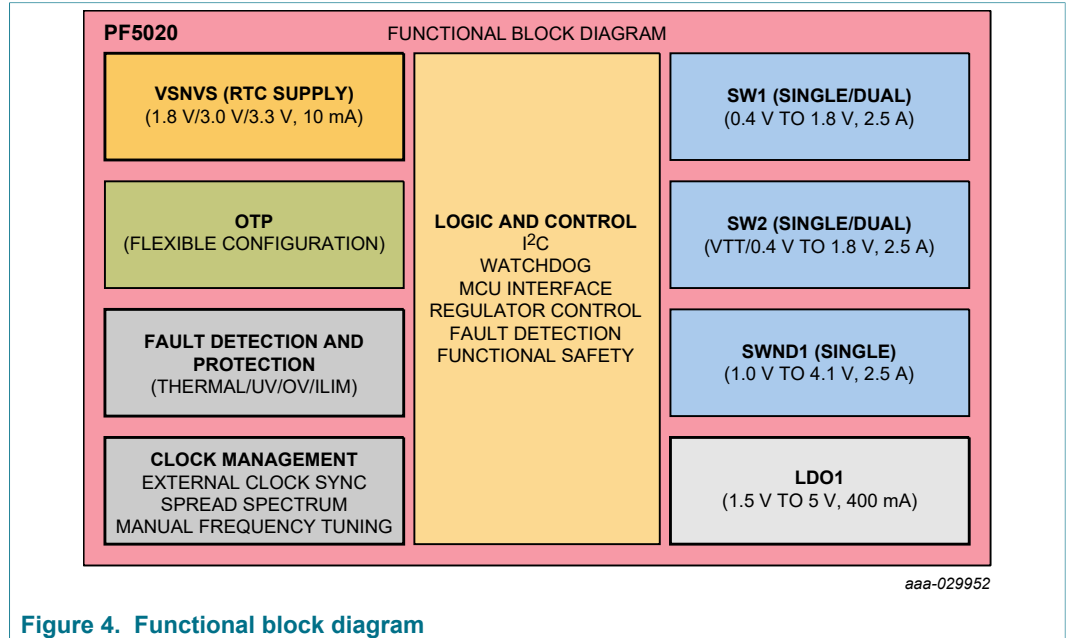 PF5020
FUNCTIONAL BLOCK DIAGRAM
VSNVS (RTC SUPPLY)
(1.8 V/3.0 V/3.3 V, 10 mA)
OTP
(FLEXIBLE CONFIGURATION)
FAULT DETECTION AND
PROTECTION
(THERMAL/UV/OV/ILIM)
CLOCK MANAGEMENT
EXTERNAL CLOCK SYNC
SPREAD SPECTRUM
MANUAL FREQUENCY TUNING
LOGIC AND CONTROL
I2C
WATCHDOG
MCU INTERFACE
REGULATOR CONTROL
FAULT DETECTION
FUNCTIONAL SAFETY
SW1 (SINGLE/DUAL)
(0.4 V TO 1.8 V, 2.5 A)
SW2 (SINGLE/DUAL)
(VTT/0.4 V TO 1.8 V, 2.5 A)
SWND1 (SINGLE)
(1.0 V TO 4.1 V, 2.5 A)
LDO1
(1.5 V TO 5 V, 400 mA)
aaa-029952
Figure 4. Functional block diagram